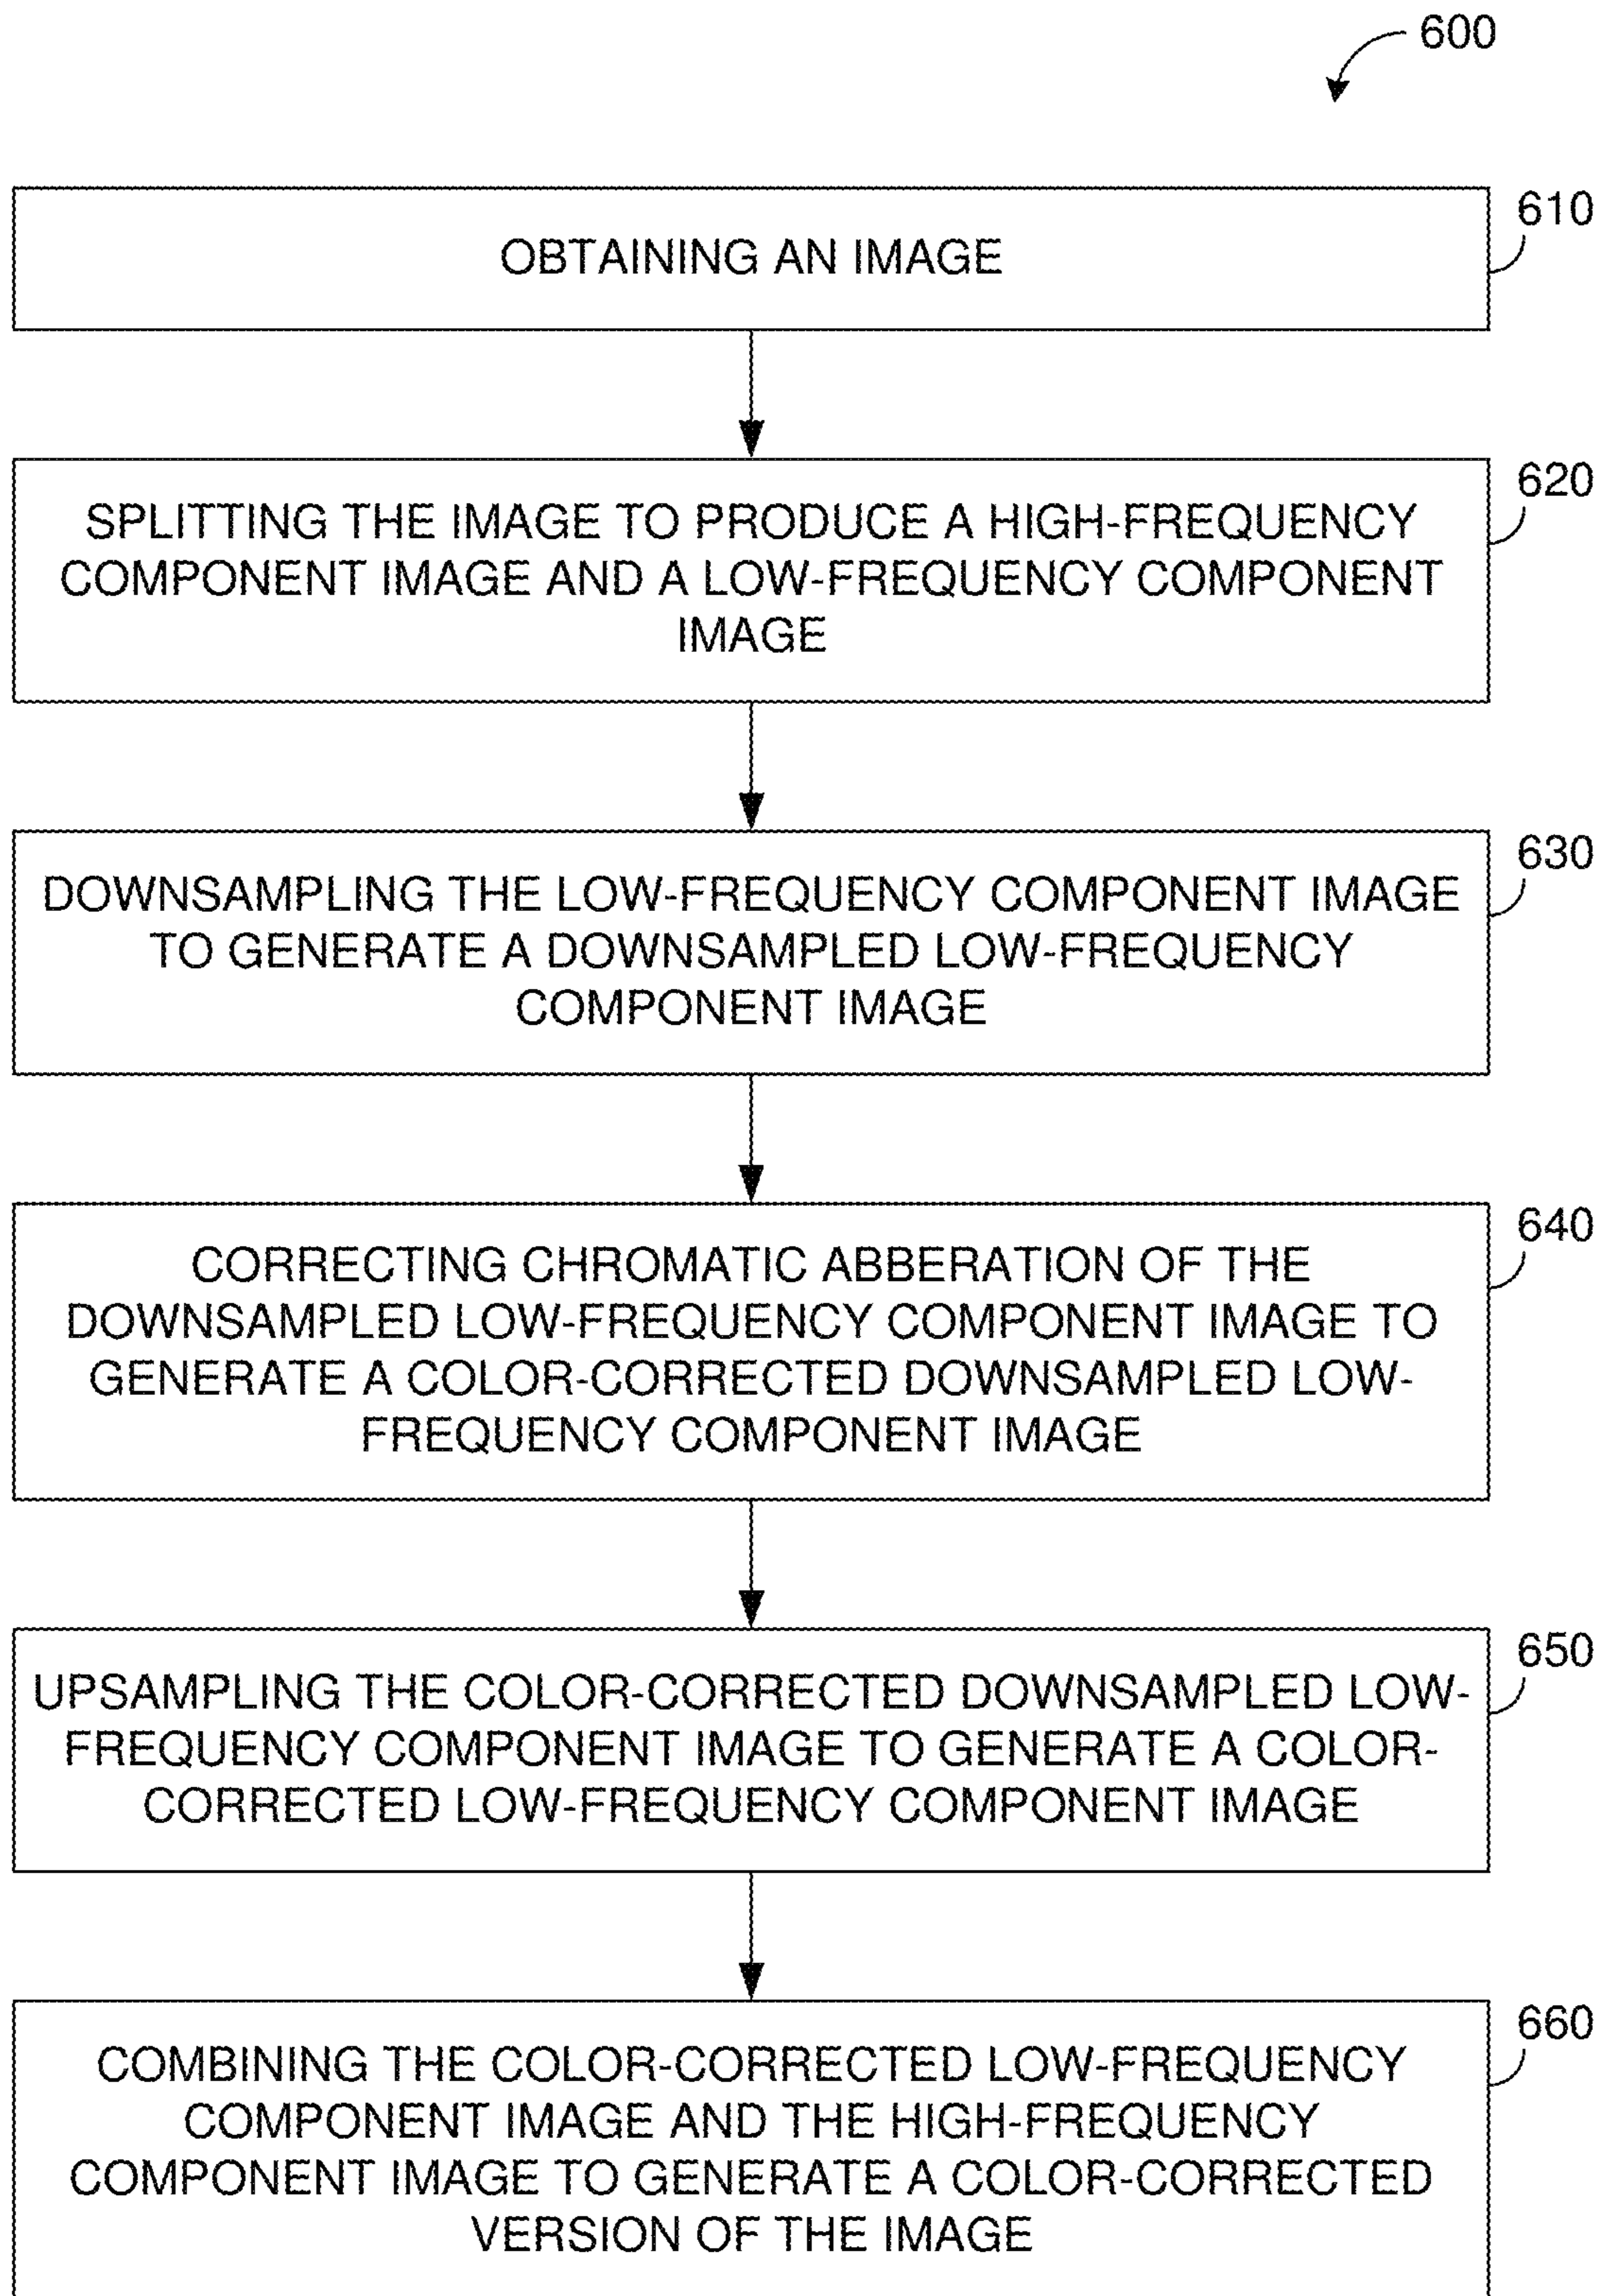 600
610
OBTAINING AN IMAGE
620
SPLITTING THE IMAGE TO PRODUCE A HIGH-FREQUENCY
COMPONENT IMAGE AND A LOW-FREQUENCY COMPONENT
IMAGE
630
DOWNSAMPLING THE LOW-FREQUENCY COMPONENT IMAGE
TO GENERATE A DOWNSAMPLED LOW-FREQUENCY
COMPONENT IMAGE
640
CORRECTING CHROMATIC ABBERATION OF THE
DOWNSAMPLED LOW-FREQUENCY COMPONENT IMAGE TO
GENERATE A COLOR-CORRECTED DOWNSAMPLED LOW-
FREQUENCY COMPONENT IMAGE
650
UPSAMPLING THE COLOR-CORRECTED DOWNSAMPLED LOW-
FREQUENCY COMPONENT IMAGE TO GENERATE A COLOR-
CORRECTED LOW-FREQUENCY COMPONENT IMAGE
660
COMBINING THE COLOR-CORRECTED LOW-FREQUENCY
COMPONENT IMAGE AND THE HIGH-FREQUENCY
COMPONENT IMAGE TO GENERATE A COLOR-CORRECTED
VERSION OF THE IMAGE